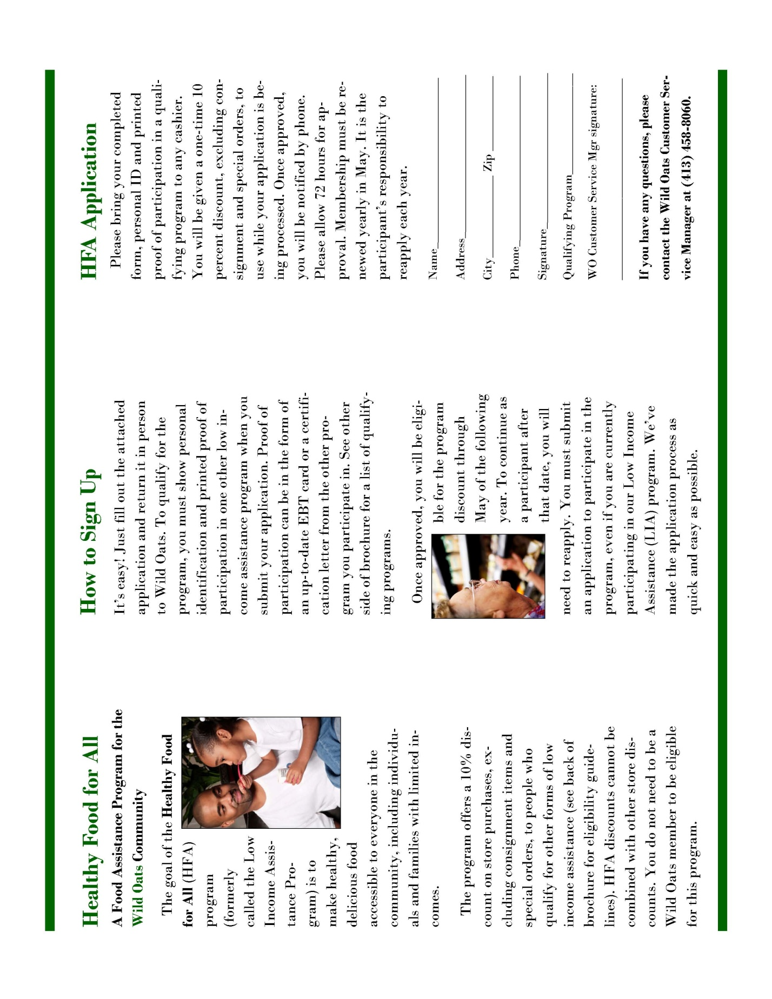 Healthy Food for All
A Food Assistance Program for the
Wild Oats Community
The goal of the Healthy Food
for All (HFA)
program
(formerly
called the Low
Income Assis-
tance Pro-
gram) is to
make healthy,
delicious food
accessible to everyone in the
community, including individu-
als and families with limited in-
comes.
The program offers a 10% dis-
count on store purchases, ex-
cluding consignment items and
special orders, to people who
qualify for other forms of low
income assistance (see back of
brochure for eligibility guide-
lines). HFA discounts cannot be
combined with other store dis-
counts. You do not need to be a
Wild Oats member to be eligible
for this program.
How to Sign Up
It's easy! Just fill out the attached
application and return it in person
to Wild Oats. To qualify for the
program, you must show personal
identification and printed proof of
participation in one other low in-
come assistance program when you
submit your application. Proof of
participation can be in the form of
an up-to-date EBT card or a certifi-
cation letter from the other pro-
gram you participate in. See other
side of brochure for a list of qualify-
ing programs.
Once approved, you will be eligi-
ble for the program
discount through
May of the following
year. To continue as
a participant after
that date, you will
need to reapply. You must submit
an application to participate in the
program, even if you are currently
participating in our Low Income
Assistance (LIA) program. We've
made the application process as
quick and easy as possible.
HFA Application
Please bring your completed
form, personal ID and printed
proof of participation in a quali-
fying program to any cashier.
You will be given a one-time 10
percent discount, excluding con-
signment and special orders, to
use while your application is be-
ing processed. Once approved,
you will be notified by phone.
Please allow 72 hours for ap-
proval. Membership must be re-
newed yearly in May. It is the
participant's responsibility to
reapply each year.
Name
Address
City Zip
Phone
Signature
Qualifying Program
WO Customer Service Mgr signature:
If you have any questions, please
contact the Wild Oats Customer Ser-
vice Manager at (413) 458-8060.